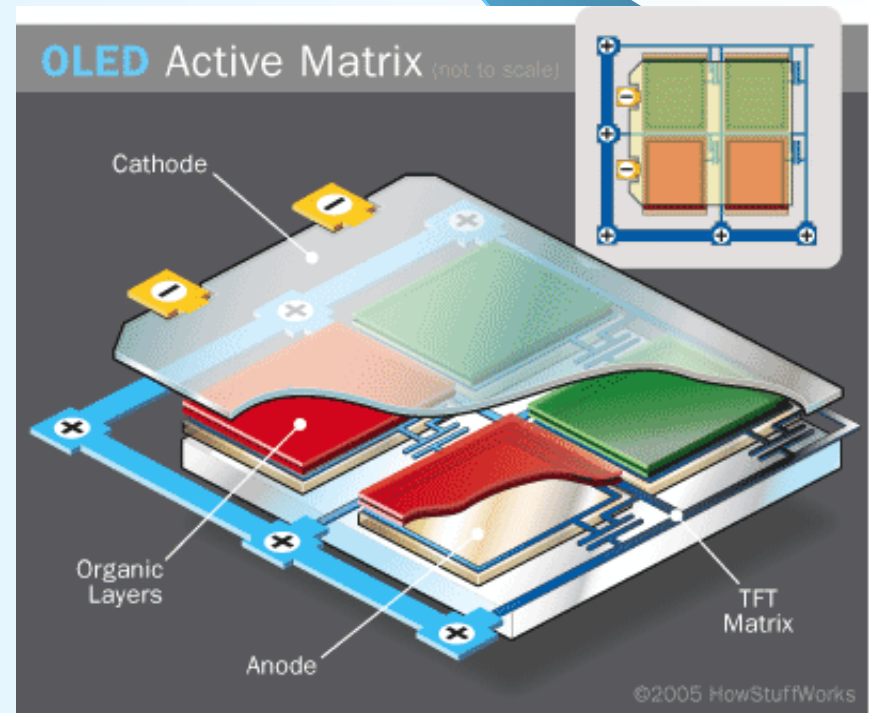 OLED Active Matrix (not to scale)
Cathode
Organic
Layers
Anode
TFT
Matrix
©2005 HowStuffWorks